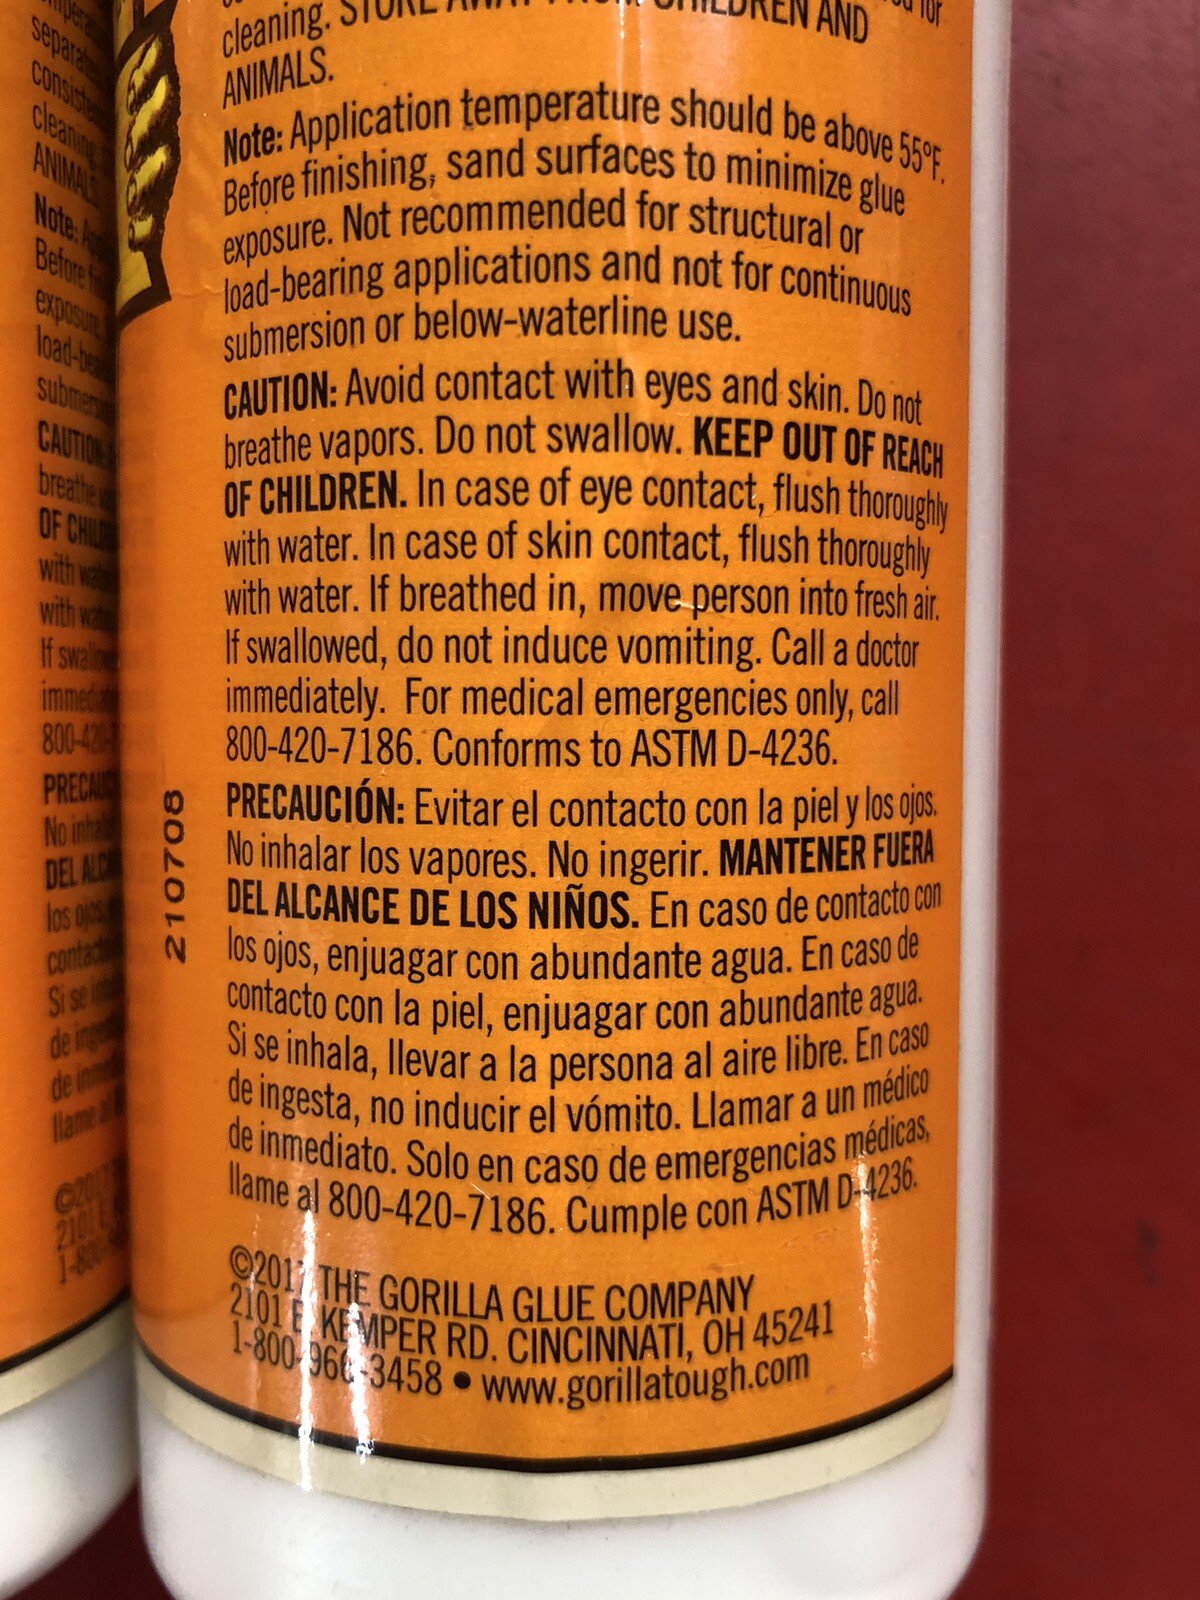 cleaning. STORE AWAY FROM CHILDREN AND
ANIMALS.
Note: Application temperature should be above 55°F.
Before finishing, sand surfaces to minimize glue
exposure. Not recommended for structural or
load-bearing applications and not for continuous
submersion or below-waterline use.
CAUTION: Avoid contact with eyes and skin. Do not
breathe vapors. Do not swallow. KEEP OUT OF REACH
OF CHILDREN. In case of eye contact, flush thoroughly
with water. In case of skin contact, flush thoroughly
with water. If breathed in, move person into fresh air.
If swallowed, do not induce vomiting. Call a doctor
immediately. For medical emergencies only, call
800-420-7186. Conforms to ASTM D-4236.
PRECAUCIÓN: Evitar el contacto con la piel y los ojos.
No inhalar los vapores. No ingerir. MANTENER FUERA
DEL ALCANCE DE LOS NIÑOS. En caso de contacto con
los ojos, enjuagar con abundante agua. En caso de
contacto con la piel, enjuagar con abundante agua.
Si se inhala, llevar a la persona al aire libre. En caso
de ingesta, no inducir el vómito. Llamar a un médico
de inmediato. Solo en caso de emergencias médicas,
llame al 800-420-7186. Cumple con ASTM D-4236.
©2017 THE GORILLA GLUE COMPANY
2101 E. KEMPER RD. CINCINNATI, OH 45241
1-800-966-3458 • www.gorillatough.com
210708